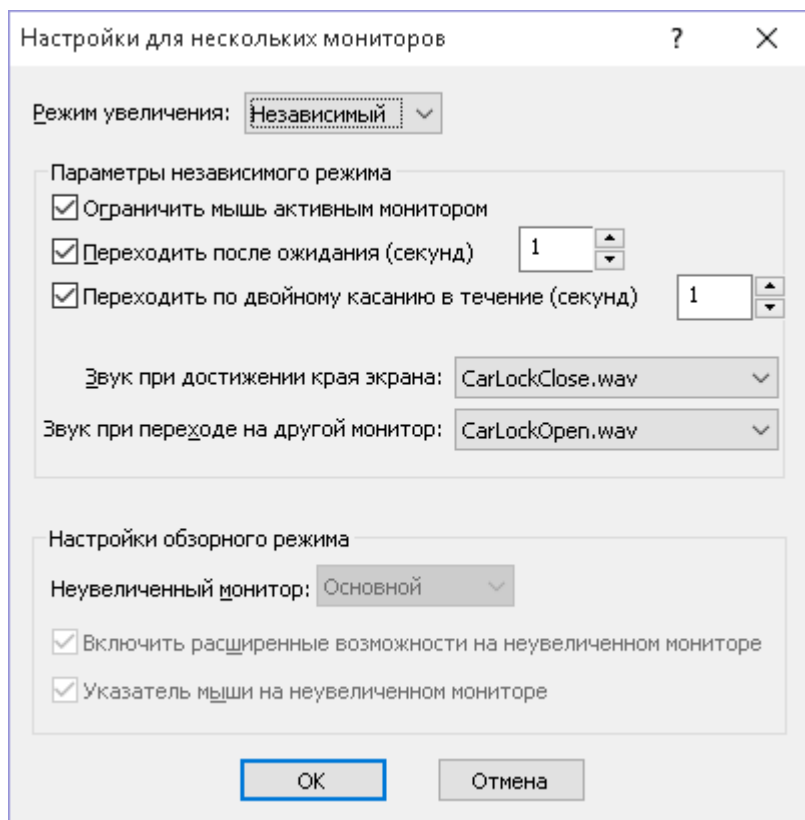 Настройки для нескольких мониторов ?
Режим увеличения: Независимый
Параметры независимого режима
Ограничить мышь активным монитором
Переходить после ожидания (секунд) 1
Переходить по двойному касанию в течение (секунд) 1
Звук при достижении края экрана: CarLockClose.wav
Звук при переходе на другой монитор: CarLockOpen.wav
Настройки обзорного режима
Неувеличенный монитор: Основной
Включить расширенные возможности на неувеличенном мониторе
Указатель мыши на неувеличенном мониторе
ОК Отмена